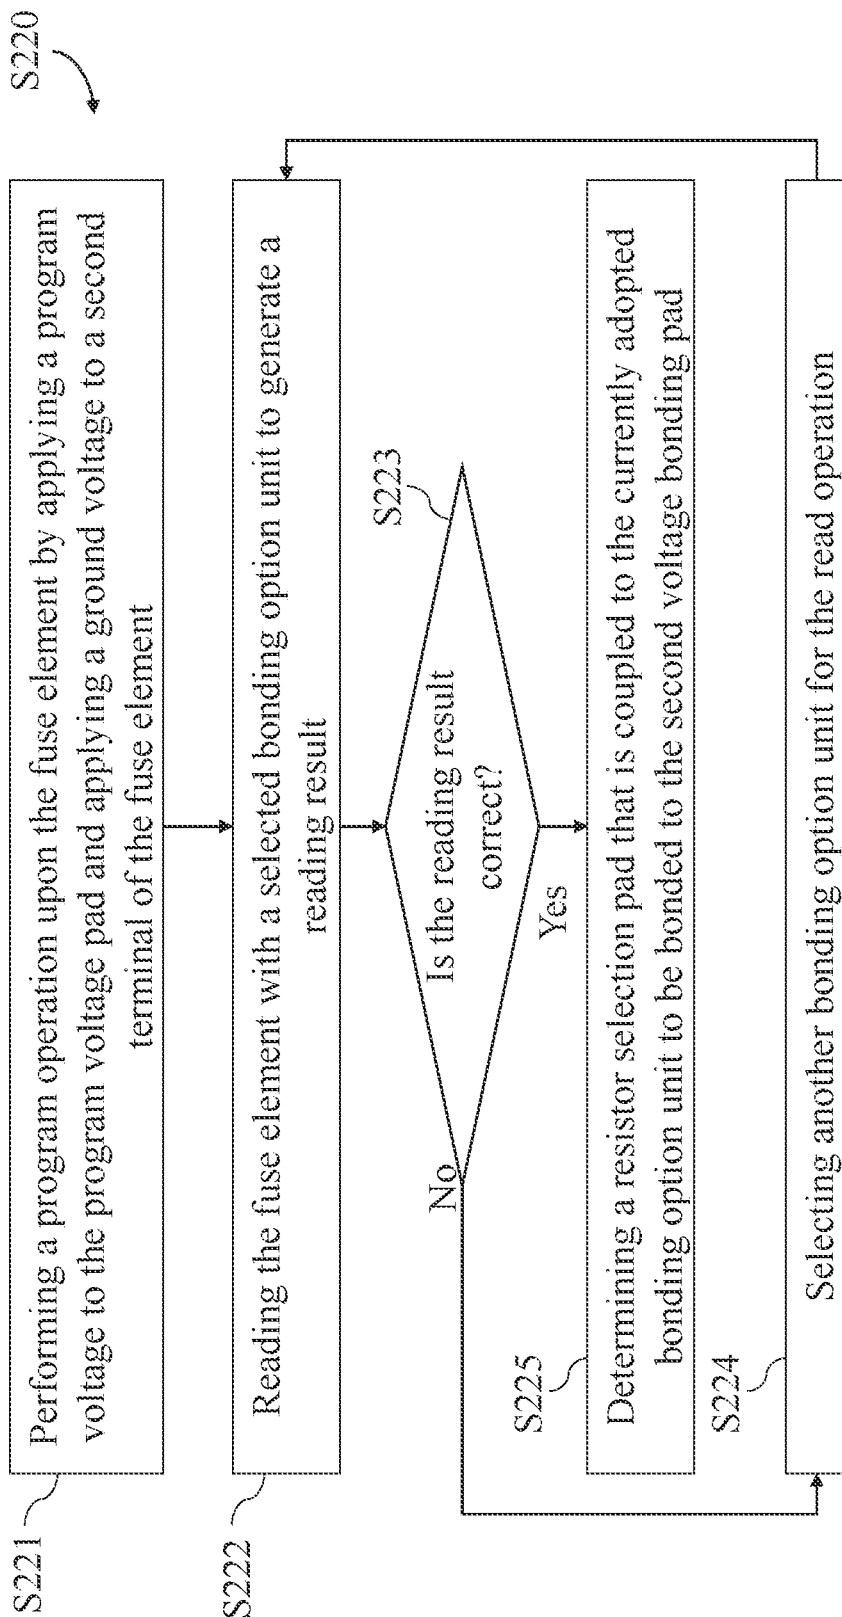 S220
S221
Performing a program operation upon the fuse element by applying a program
voltage to the program voltage pad and applying a ground voltage to a second
terminal of the fuse element
S222
Reading the fuse element with a selected bonding option unit to generate a
reading result
S223
Is the reading result
correct?
No
Yes
S225
Determining a resistor selection pad that is coupled to the currently adopted
bonding option unit to be bonded to the second voltage bonding pad
S224
Selecting another bonding option unit for the read operation